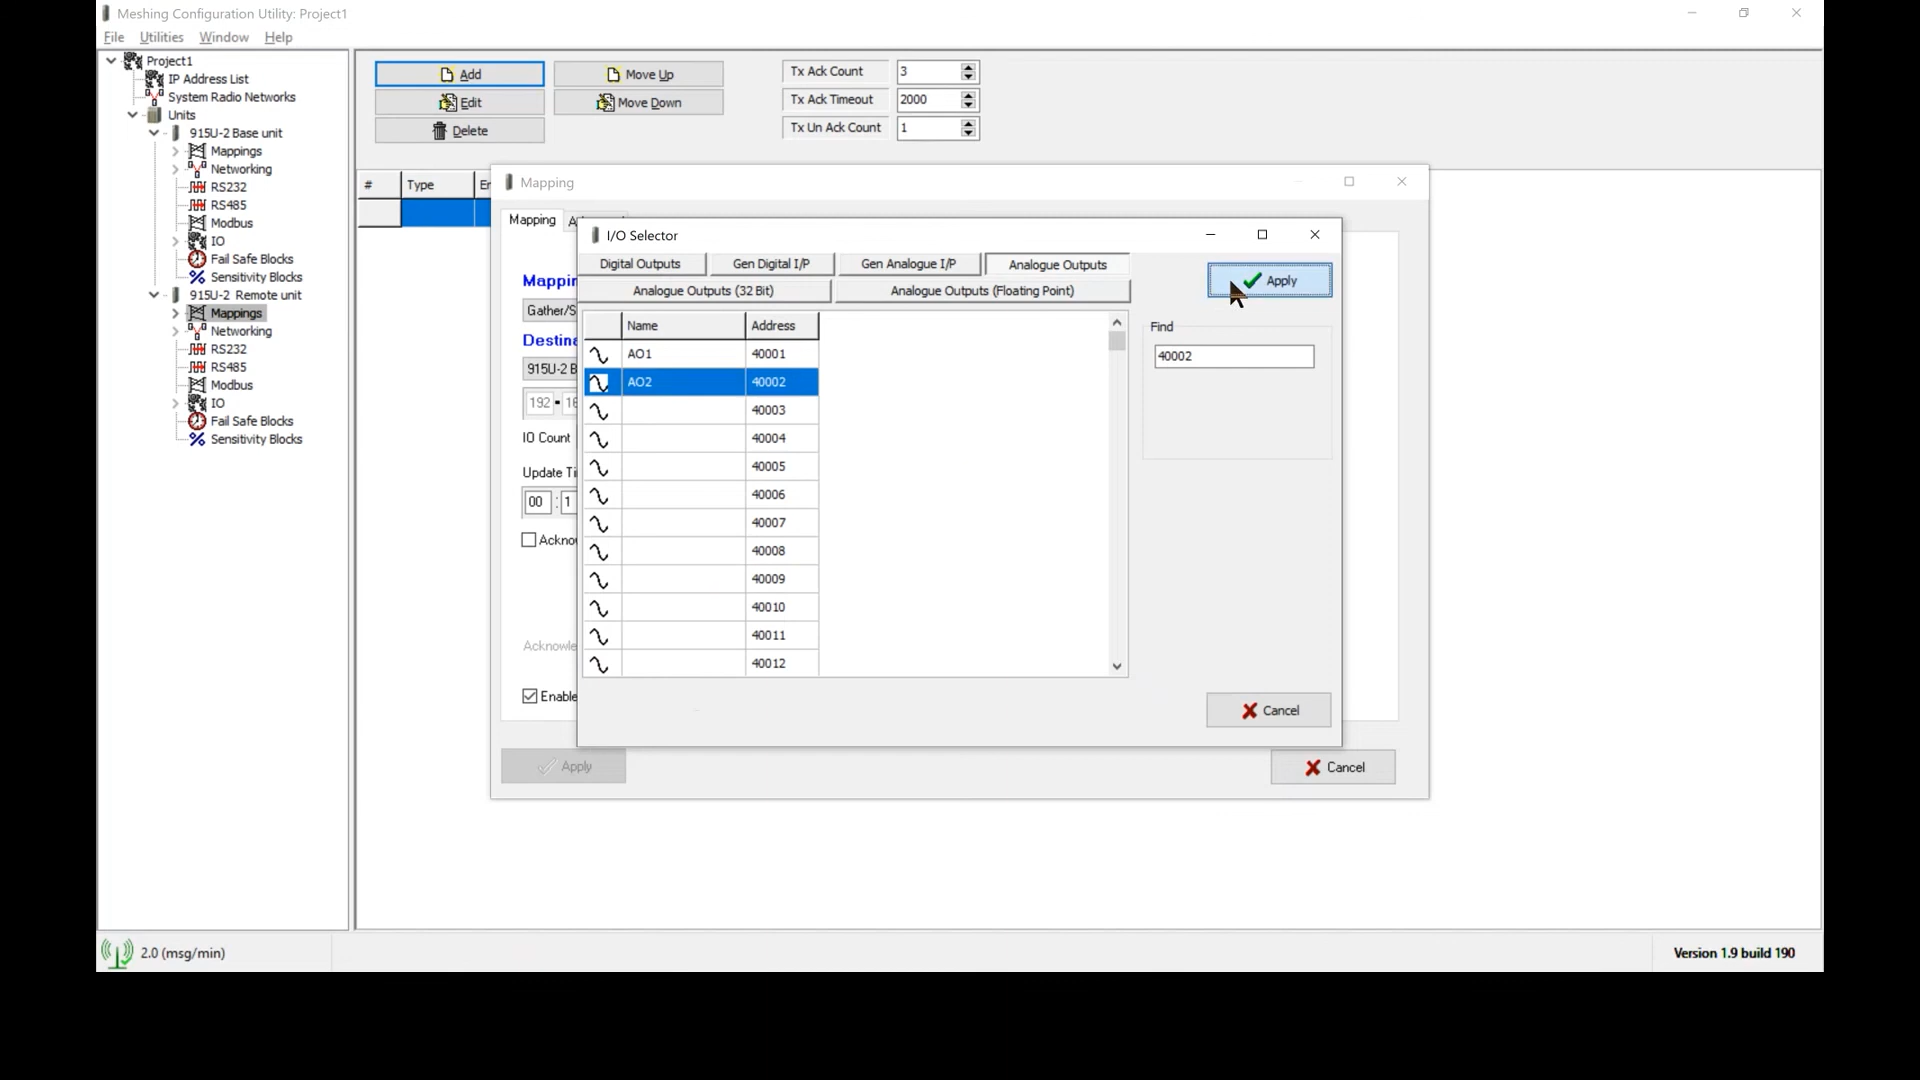 Meshing Configuration Utility: Project1
File Utilities Window Help
Project1
IP Address List
System Radio Networks
Units
915U-2 Base unit
Mappings
Networking
RS232
RS485
Modbus
IO
Fail Safe Blocks
Sensitivity Blocks
915U-2 Remote unit
Mappings
Networking
RS232
RS485
Modbus
IO
Fail Safe Blocks
Sensitivity Blocks
Add Move Up
Edit Move Down
Delete
Tx Ack Count 3
Tx Ack Timeout 2000
Tx Un Ack Count 1
# Type
Mapping
Mapping
Mappin
Gather/S
Destina
915U-2 B
192
IO Count
Update Ti
00 : 1
Acknow
Acknowle
Enable
Apply
Cancel
I/O Selector
Digital Outputs Gen Digital I/P Gen Analogue I/P Analogue Outputs
Analogue Outputs (32 Bit) Analogue Outputs (Floating Point)
Name Address
AO1 40001
AO2 40002
40003
40004
40005
40006
40007
40008
40009
40010
40011
40012
Apply
Find
40002
Cancel
2.0 (msg/min)
Version 1.9 build 190